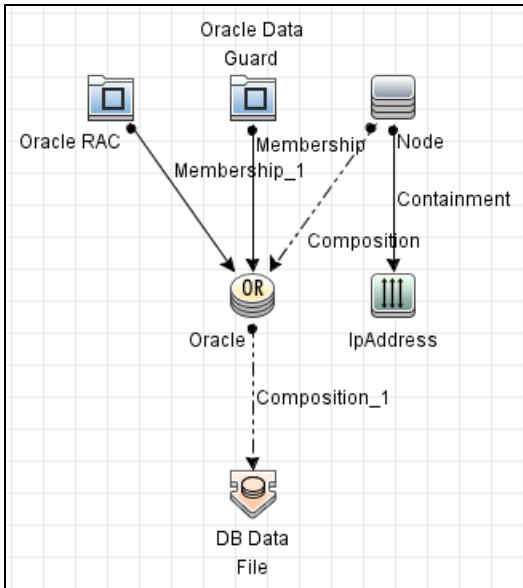 Oracle Data
Guard
Oracle RAC
Membership
Node
Membership_1
Containment
Composition
OR
Oracle
IpAddress
Composition_1
DB Data
File